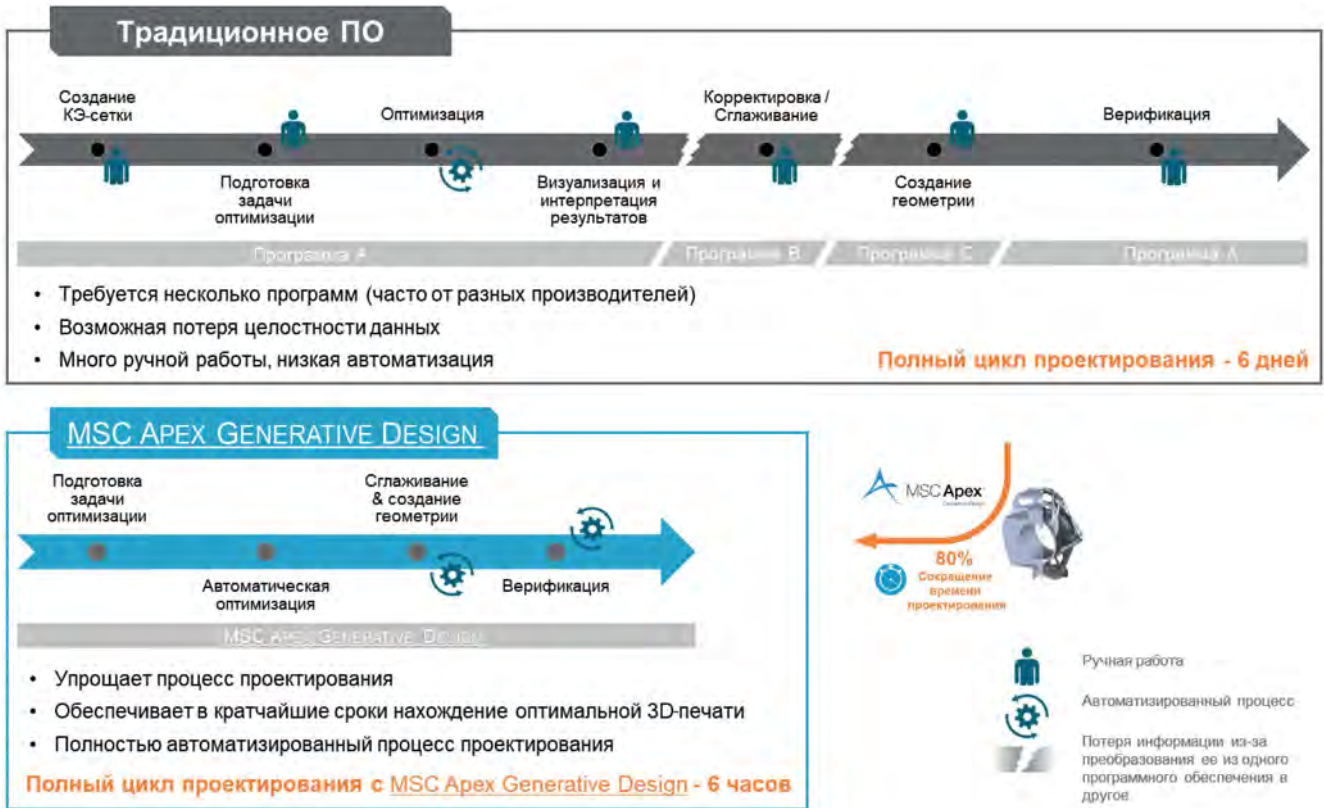 Традиционное ПО
Создание
КЭ-сетки
Оптимизация
Корректировка /
Сглаживание
Верификация
Подготовка
задачи
оптимизации
Визуализация и
интерпретация
результатов
Создание
геометрии
Программа A
Программа B
Программа C
Программа A
• Требуется несколько программ (часто от разных производителей)
• Возможная потеря целостности данных
• Много ручной работы, низкая автоматизация
Полный цикл проектирования - 6 дней
MSC APEX GENERATIVE DESIGN
Подготовка
задачи
оптимизации
Сглаживание
& создание
геометрии
Автоматическая
оптимизация
Верификация
MSC APEX GENERATIVE DESIGN
• Упрощает процесс проектирования
• Обеспечивает в кратчайшие сроки нахождение оптимальной 3D-печати
• Полностью автоматизированный процесс проектирования
Полный цикл проектирования с MSC Apex Generative Design - 6 часов
MSC Apex
80%
Сокращение
времени
проектирования
Ручная работа
Автоматизированный процесс
Потеря информации из-за
преобразования ее из одного
программного обеспечения в
другое